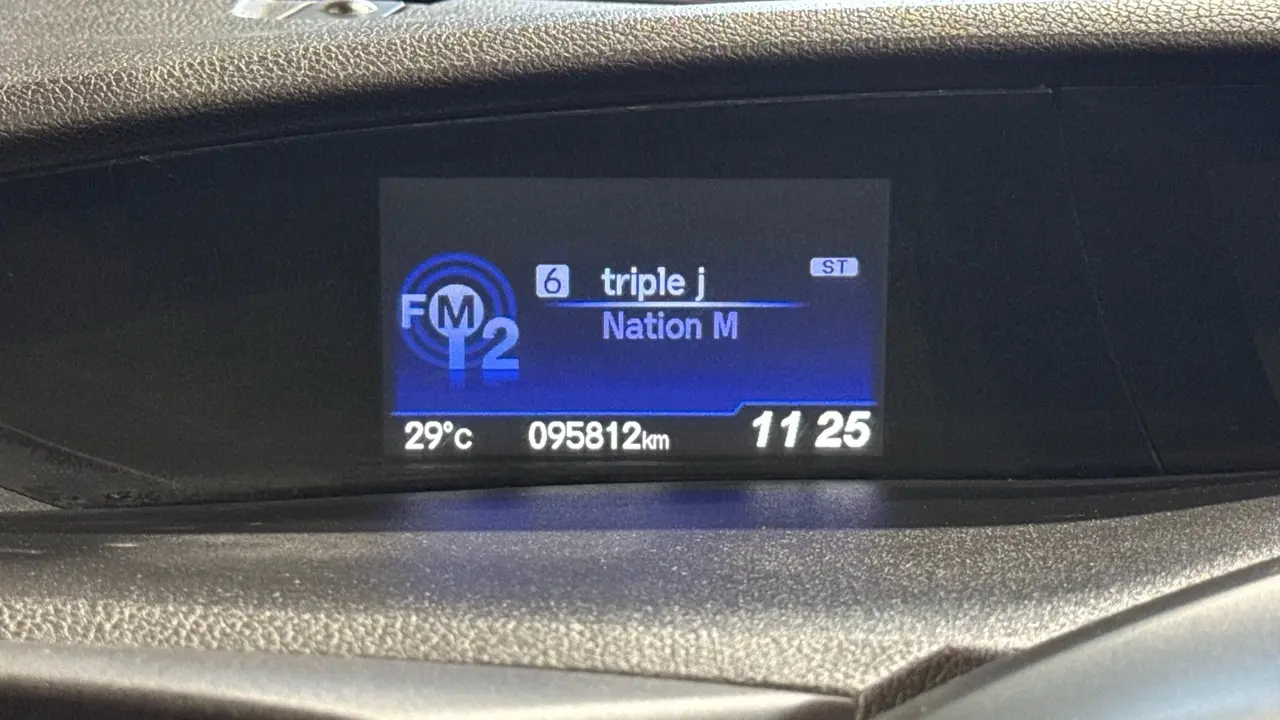 FM2
6 triple j ST
Nation M
29°c 095812km 11 25